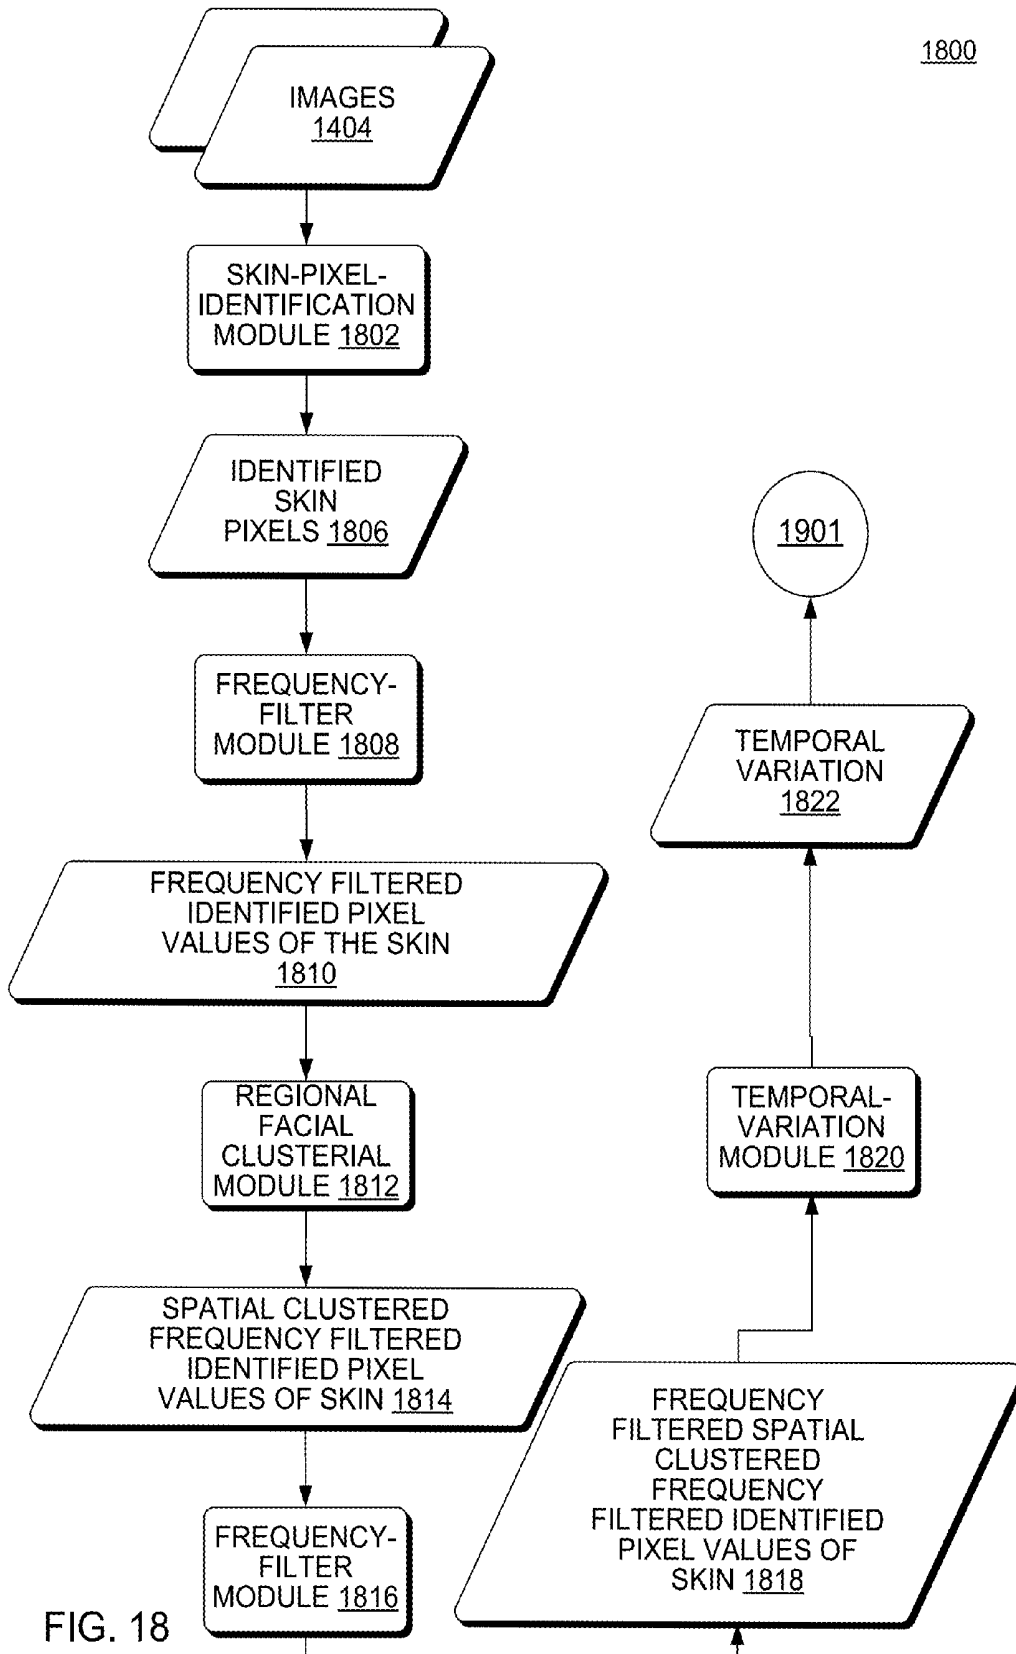 1800
IMAGES
1404
SKIN-PIXEL-
IDENTIFICATION
MODULE 1802
IDENTIFIED
SKIN
PIXELS 1806
FREQUENCY-
FILTER
MODULE 1808
FREQUENCY FILTERED
IDENTIFIED PIXEL
VALUES OF THE SKIN
1810
REGIONAL
FACIAL
CLUSTERIAL
MODULE 1812
SPATIAL CLUSTERED
FREQUENCY FILTERED
IDENTIFIED PIXEL
VALUES OF SKIN 1814
FREQUENCY-
FILTER
MODULE 1816
FREQUENCY
FILTERED SPATIAL
CLUSTERED
FREQUENCY
FILTERED IDENTIFIED
PIXEL VALUES OF
SKIN 1818
TEMPORAL-
VARIATION
MODULE 1820
TEMPORAL
VARIATION
1822
1901
FIG. 18